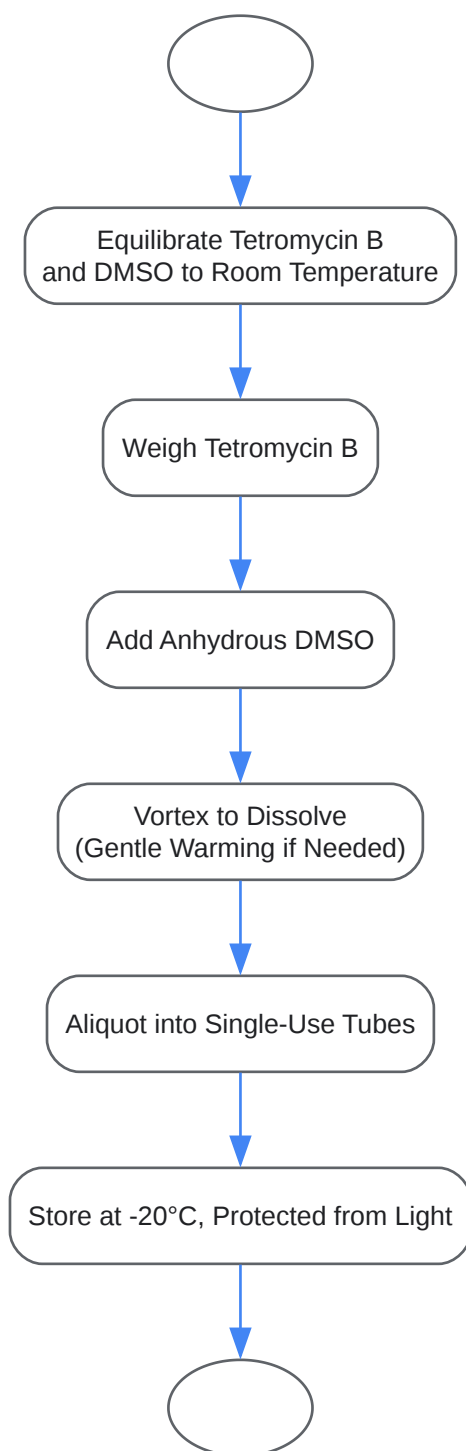 Equilibrate Tetromycin B
and DMSO to Room Temperature
Weigh Tetromycin B
Add Anhydrous DMSO
Vortex to Dissolve
(Gentle Warming if Needed)
Aliquot into Single-Use Tubes
Store at -20°C, Protected from Light